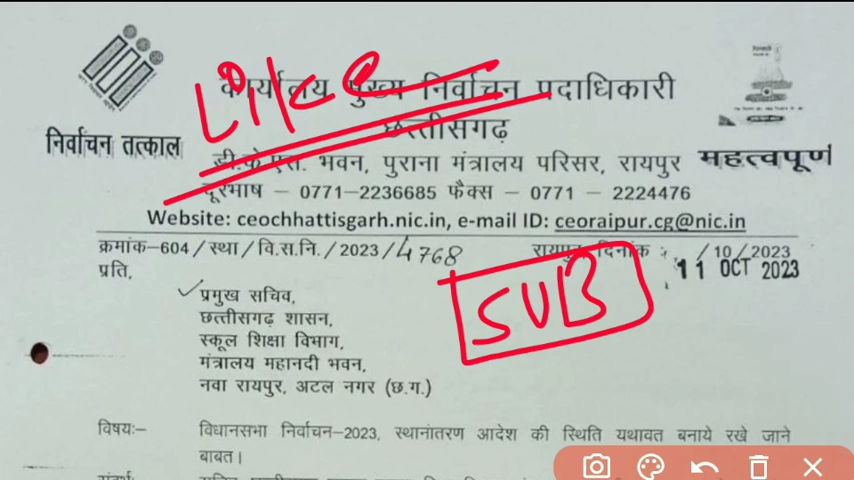 Like
कार्यालय मुख्य निर्वाचन पदाधिकारी
छत्तीसगढ़
निर्वाचन तत्काल
डी.के.एस. भवन, पुराना मंत्रालय परिसर, रायपुर
महत्वपूर्ण
दूरभाष – 0771-2236685 फैक्स – 0771 – 2224476
Website: ceochhattisgarh.nic.in, e-mail ID: ceoraipur.cg@nic.in
क्रमांक-604/स्था/वि.स.नि./2023/4768
रायपुर, दिनांक : /10/2023
11 OCT 2023
प्रति,
SUB
प्रमुख सचिव,
छत्तीसगढ़ शासन,
स्कूल शिक्षा विभाग,
मंत्रालय महानदी भवन,
नवा रायपुर, अटल नगर (छ.ग.)
विषयः– विधानसभा निर्वाचन–2023, स्थानांतरण आदेश की स्थिति यथावत बनाये रखे जाने
बाबत।